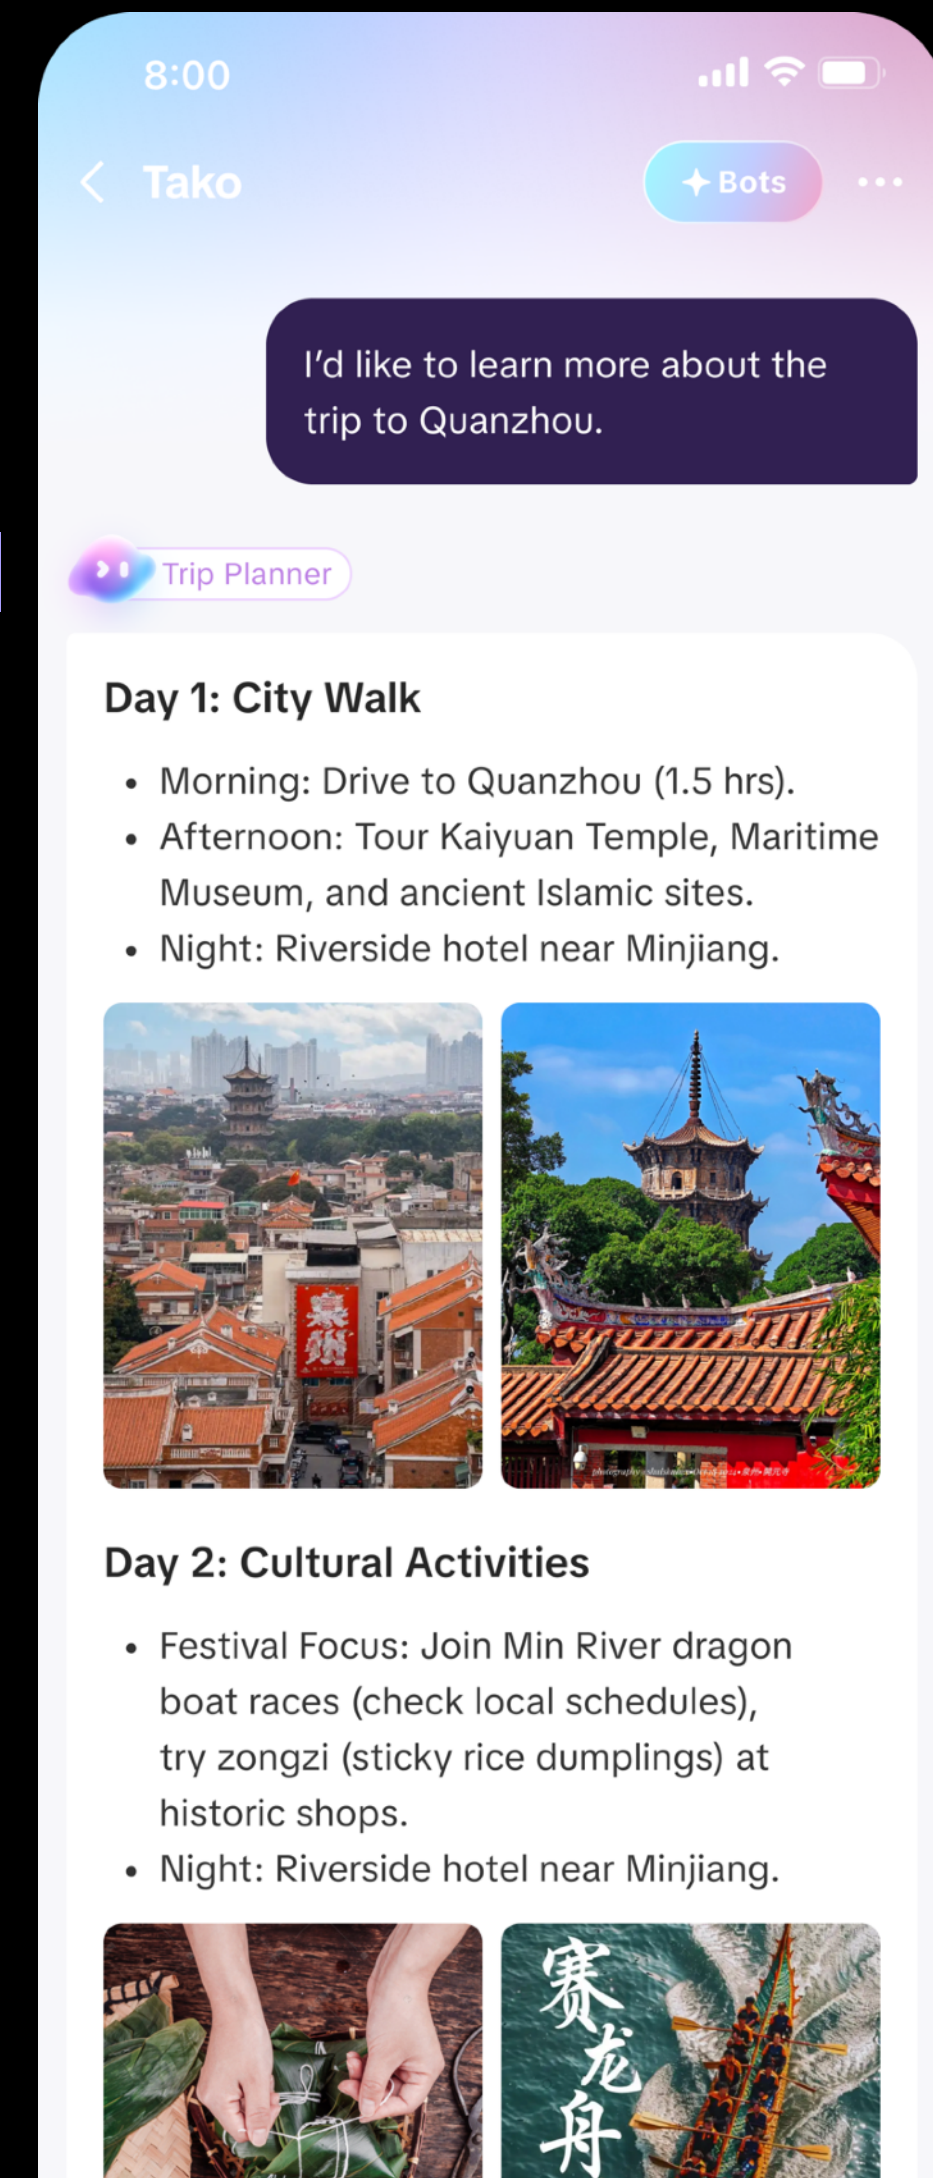 8:00
Tako
Bots
I’d like to learn more about the
trip to Quanzhou.
Trip Planner
Day 1: City Walk
• Morning: Drive to Quanzhou (1.5 hrs).
• Afternoon: Tour Kaiyuan Temple, Maritime
Museum, and ancient Islamic sites.
• Night: Riverside hotel near Minjiang.
泉州
Day 2: Cultural Activities
• Festival Focus: Join Min River dragon
boat races (check local schedules),
try zongzi (sticky rice dumplings) at
historic shops.
• Night: Riverside hotel near Minjiang.
赛龙舟